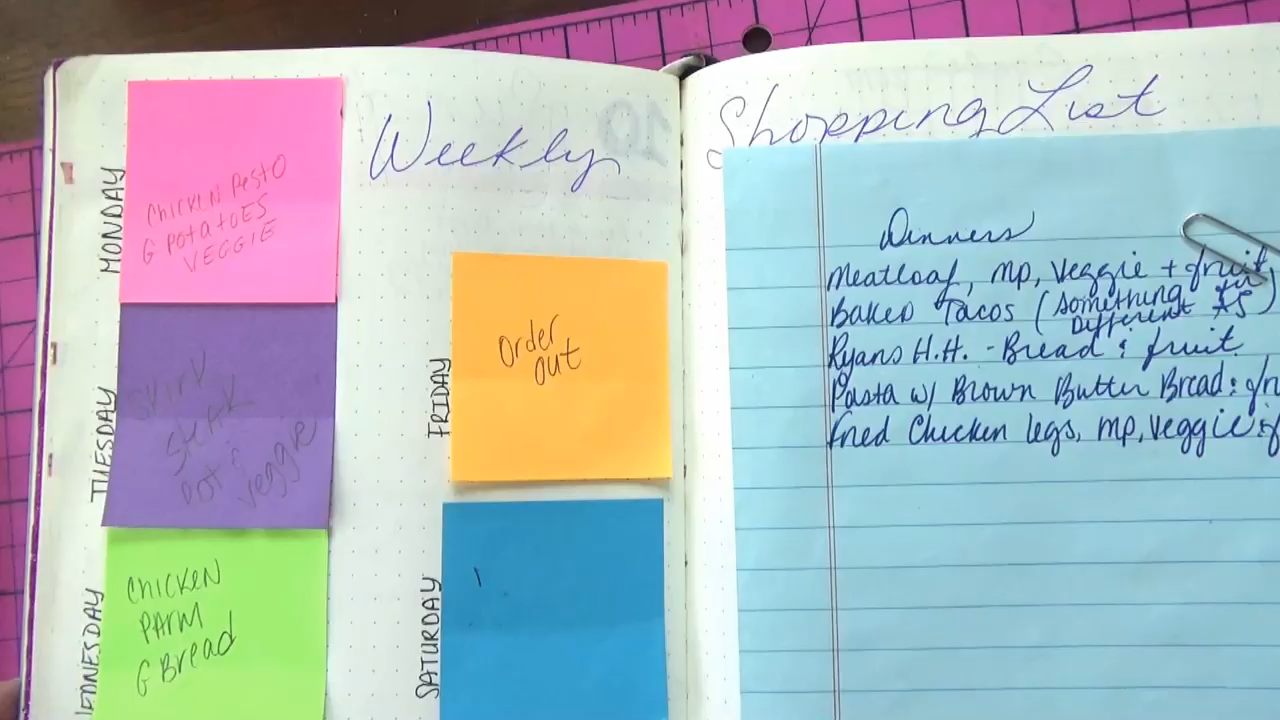 Weekly
MONDAY
CHICKEN PESTO
G POTATOES
VEGGIE
TUESDAY
SKIRT
STEAK
POT &
veggie
WEDNESDAY
CHICKEN
PARM
G Bread
FRIDAY
Order
out
SATURDAY
Shopping List
Dinners
Meatloaf, mp, Veggie + fruit
Baked Tacos (Something
Different
Ryans H.H. - Bread & fruit
Pasta w/ Brown Butter Bread &
Fried Chicken legs, mp, veggie &